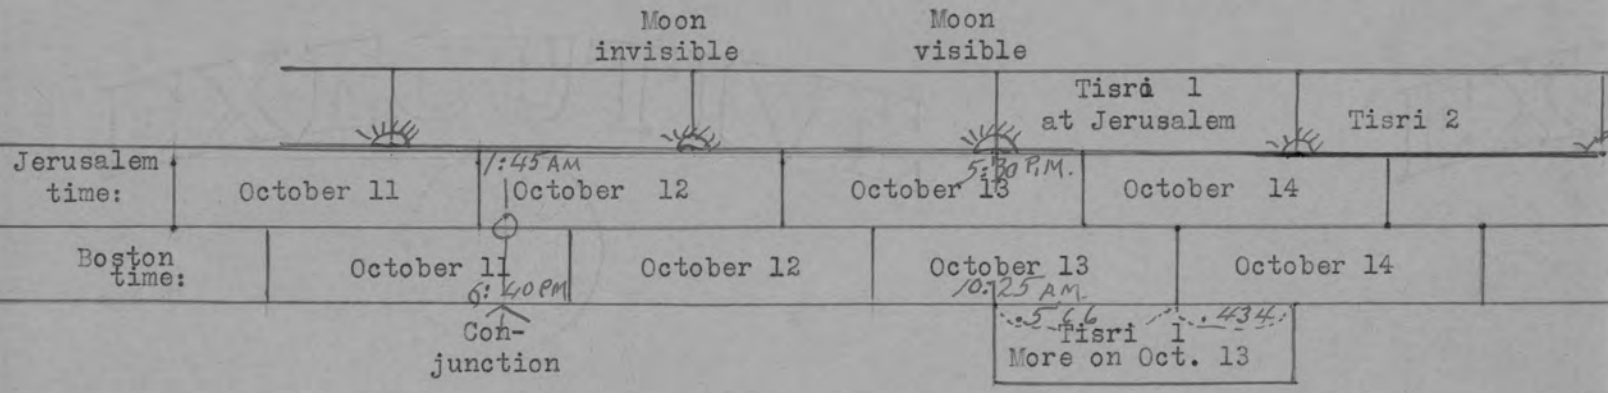 Moon
invisible
Moon
visible
Tisri 1
at Jerusalem
Tisri 2
Jerusalem
time:
1:45 AM
5:30 P.M.
October 11
October 12
October 13
October 14
Boston
time:
October 11
October 12
October 13
October 14
6:40 PM
10:25 A.M.
.566
.434
Con-
junction
Tisri 1
More on Oct. 13